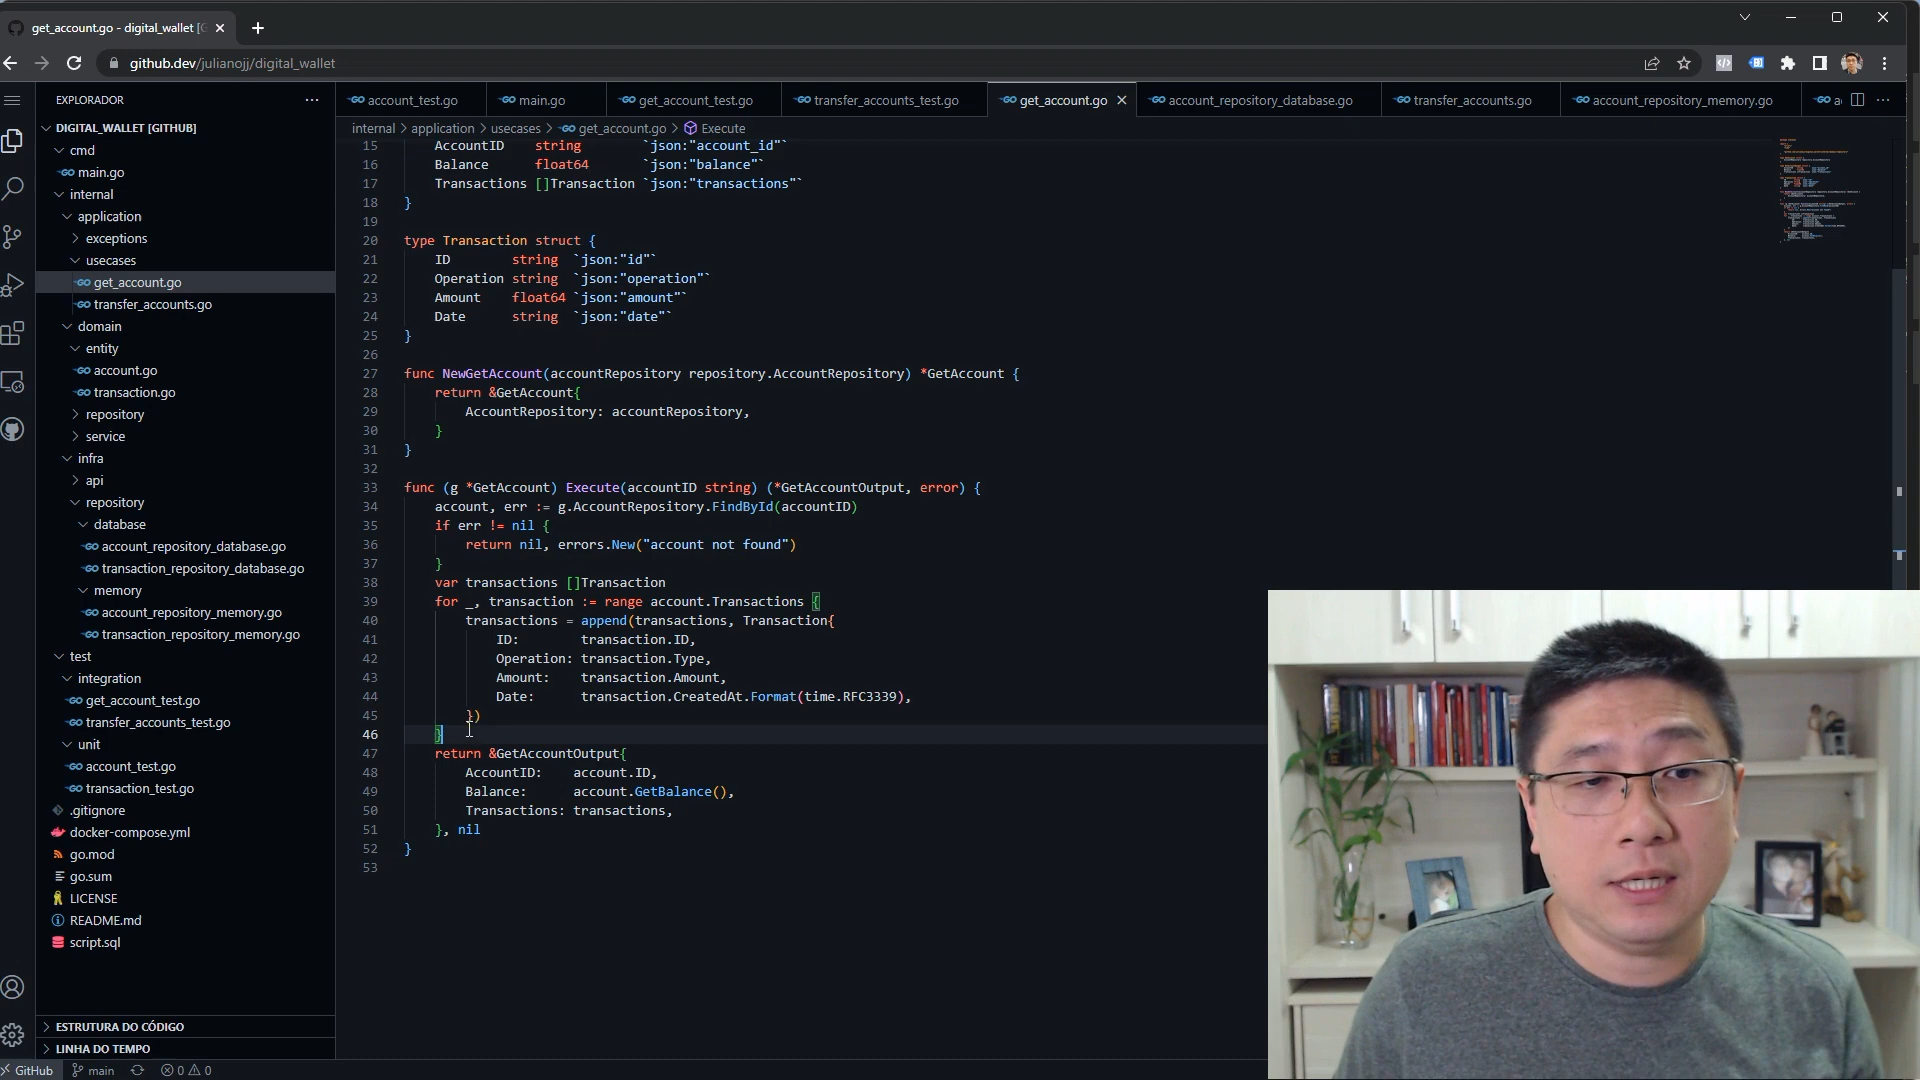 get_account.go - digital_wallet [G
github.dev/julianojj/digital_wallet
EXPLORADOR
DIGITAL_WALLET [GITHUB]
cmd
main.go
internal
application
exceptions
usecases
get_account.go
transfer_accounts.go
domain
entity
account.go
transaction.go
repository
service
infra
api
repository
database
account_repository_database.go
transaction_repository_database.go
memory
account_repository_memory.go
transaction_repository_memory.go
test
integration
get_account_test.go
transfer_accounts_test.go
unit
account_test.go
transaction_test.go
.gitignore
docker-compose.yml
go.mod
go.sum
LICENSE
README.md
script.sql
ESTRUTURA DO CÓDIGO
LINHA DO TEMPO
account_test.go main.go get_account_test.go transfer_accounts_test.go get_account.go account_repository_database.go transfer_accounts.go account_repository_memory.go a
internal > application > usecases > get_account.go > Execute
15 AccountID string `json:"account_id"`
16 Balance float64 `json:"balance"`
17 Transactions []Transaction `json:"transactions"`
18 }
19
20 type Transaction struct {
21 ID string `json:"id"`
22 Operation string `json:"operation"`
23 Amount float64 `json:"amount"`
24 Date string `json:"date"`
25 }
26
27 func NewGetAccount(accountRepository repository.AccountRepository) *GetAccount {
28 return &GetAccount{
29 AccountRepository: accountRepository,
30 }
31 }
32
33 func (g *GetAccount) Execute(accountID string) (*GetAccountOutput, error) {
34 account, err := g.AccountRepository.FindById(accountID)
35 if err != nil {
36 return nil, errors.New("account not found")
37 }
38 var transactions []Transaction
39 for _, transaction := range account.Transactions {
40 transactions = append(transactions, Transaction{
41 ID: transaction.ID,
42 Operation: transaction.Type,
43 Amount: transaction.Amount,
44 Date: transaction.CreatedAt.Format(time.RFC3339),
45 })
46 }
47 return &GetAccountOutput{
48 AccountID: account.ID,
49 Balance: account.GetBalance(),
50 Transactions: transactions,
51 }, nil
52 }
53
GitHub main 0 0